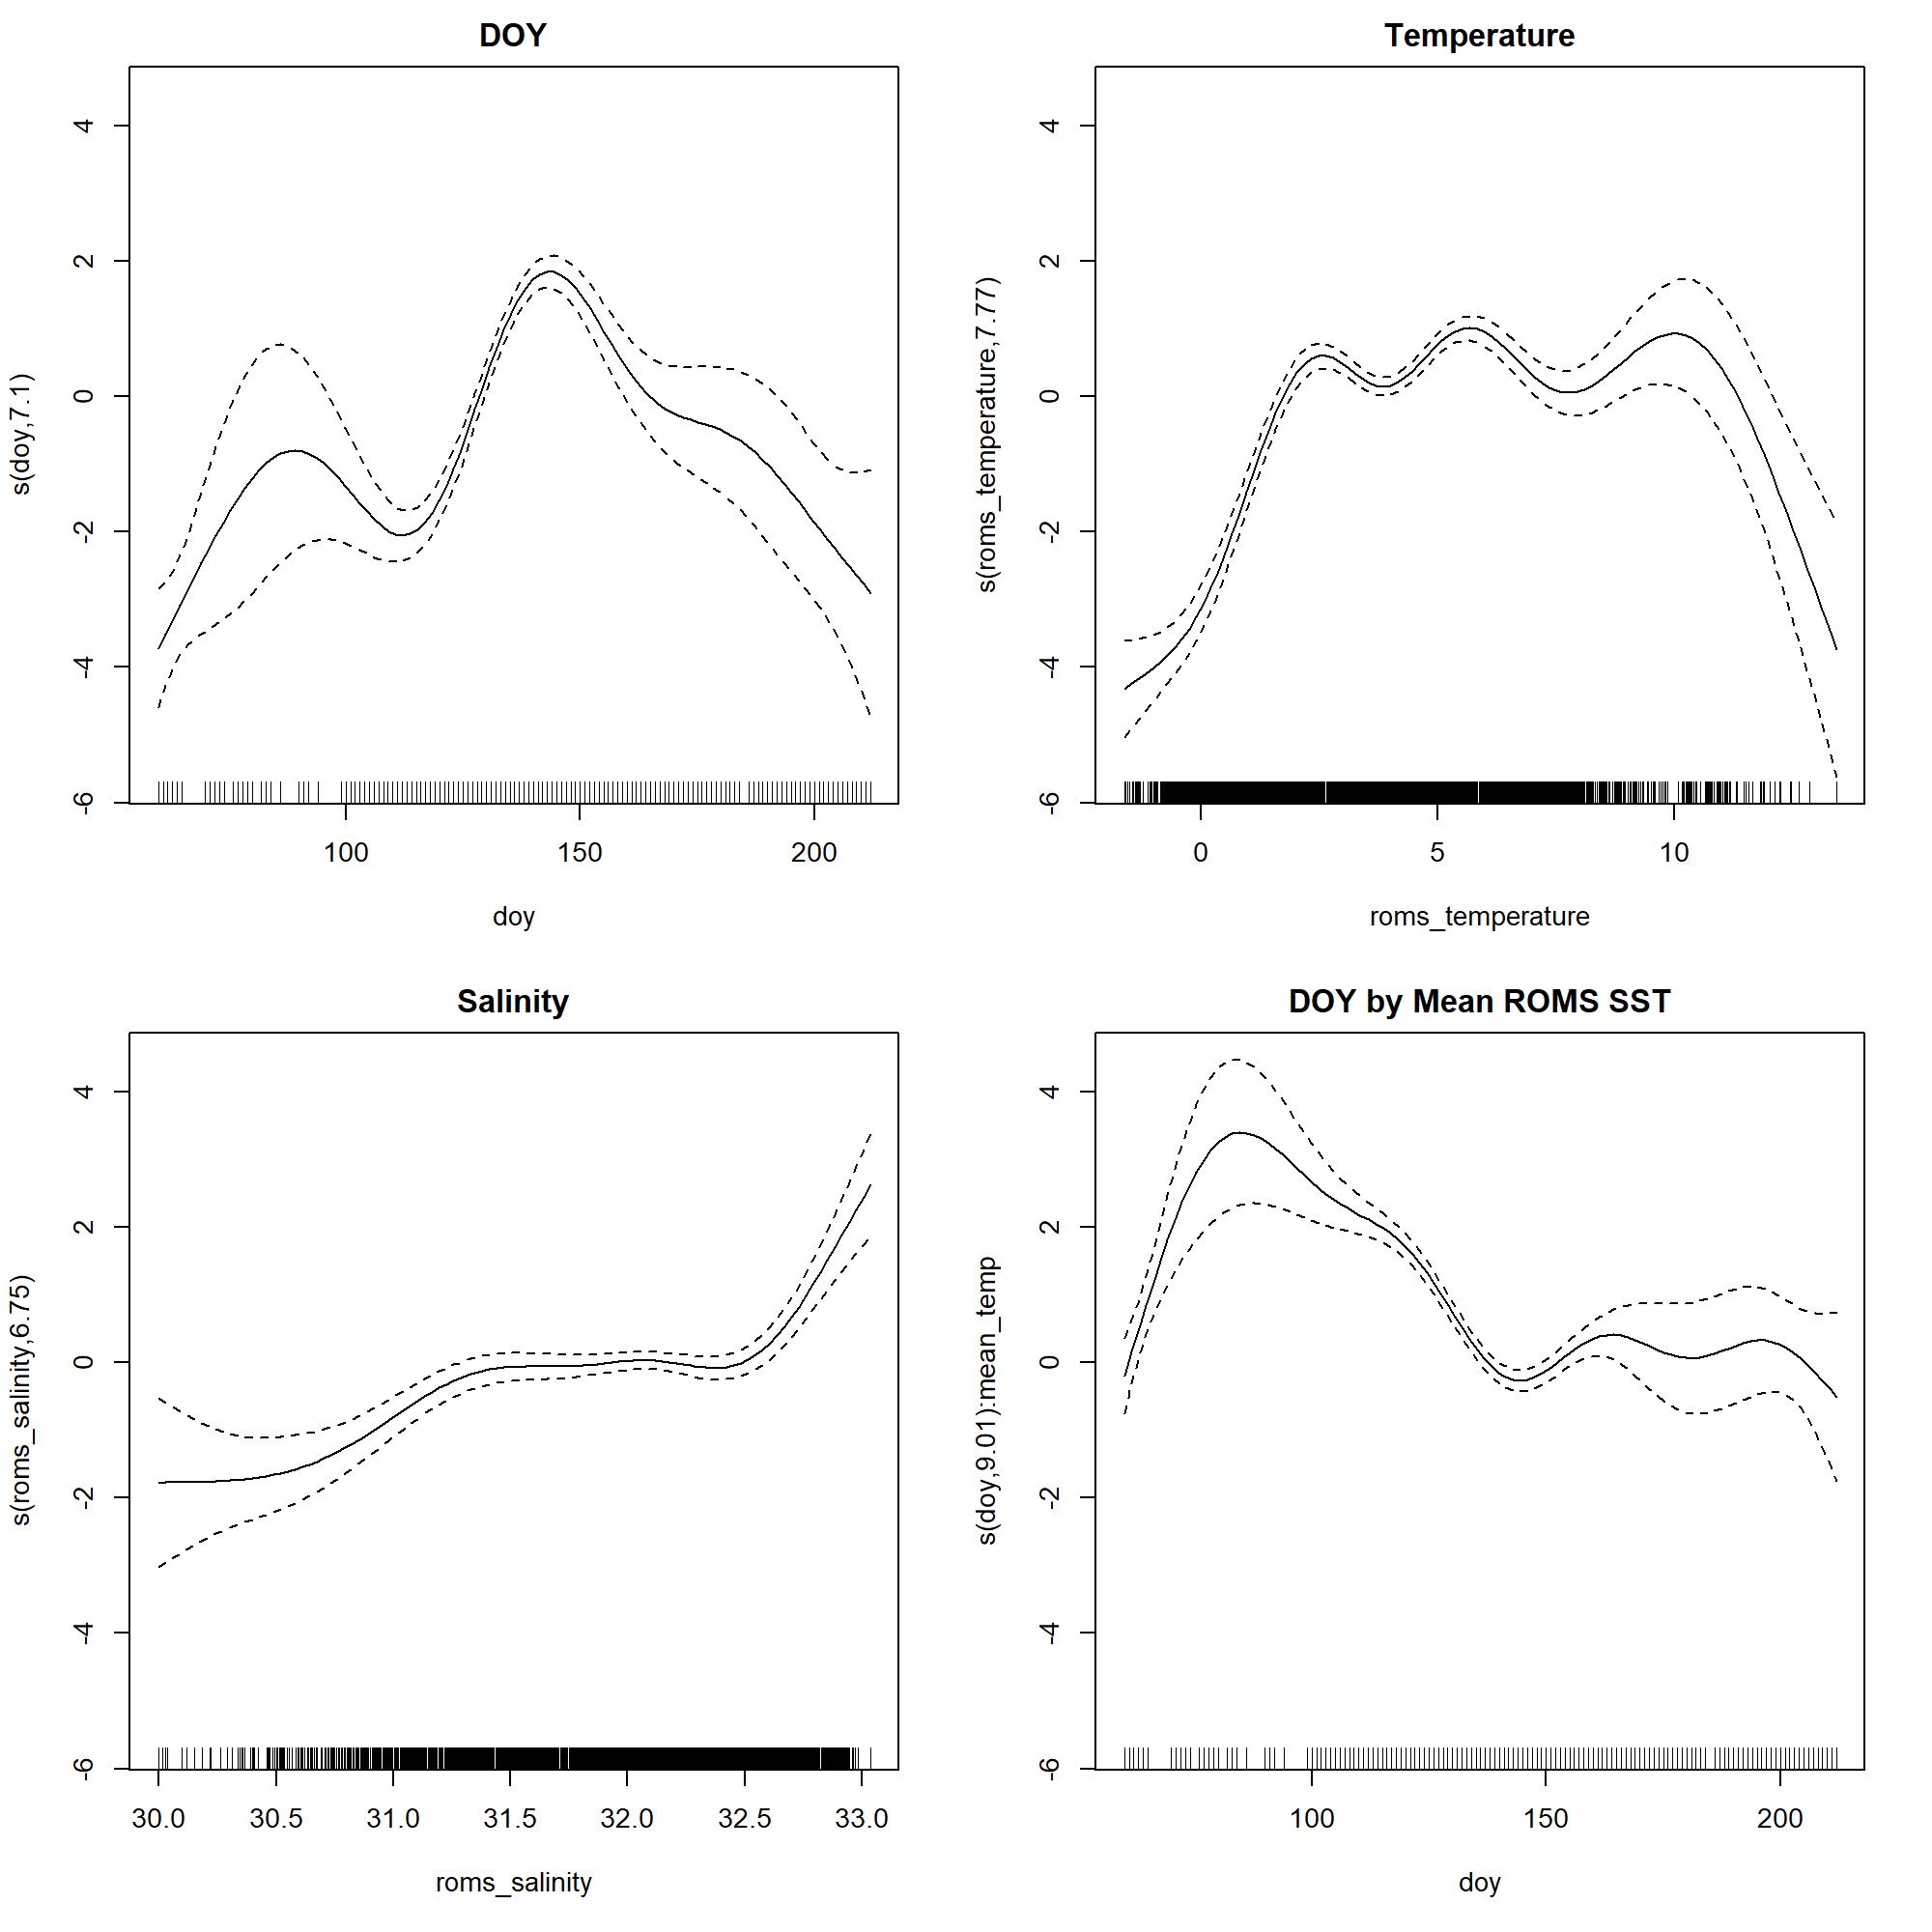 DOY
4
2
0
-2
-4
-6
s(doy,7.1)
100 150 200
doy
Temperature
4
2
0
-2
-4
-6
s(roms_temperature,7.77)
0 5 10
roms_temperature
Salinity
4
2
0
-2
-4
-6
s(roms_salinity,6.75)
30.0 30.5 31.0 31.5 32.0 32.5 33.0
roms_salinity
DOY by Mean ROMS SST
4
2
0
-2
-4
-6
s(doy,9.01):mean_temp
100 150 200
doy